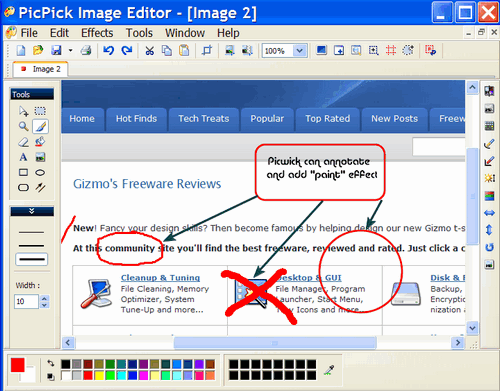 PicPick Image Editor - [Image 2]
File Edit Effects Tools Window Help
100%
Image 2
Tools
Home Hot Finds Tech Treats Popular Top Rated New Posts Freew
Picwick can annotate
and add "paint" effect
Gizmo's Freeware Reviews
New! Fancy your design skills? Then become famous by helping design our new Gizmo t-s
At this community site you'll find the best freeware, reviewed and rated. Just click a c
Width :
10
Cleanup & Tuning
File Cleaning, Memory
Optimizer, System
Tune-Up and more...
Desktop & GUI
File Manager, Program
Launcher, Start Menu,
New Icons and more...
Disk &
Backup,
Encryptio
nization a